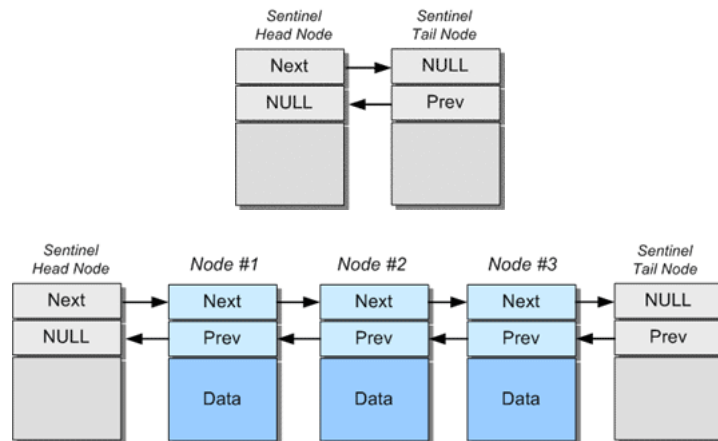 Sentinel
Head Node
Sentinel
Tail Node
Next
NULL
NULL
Prev
Sentinel
Head Node
Node #1
Node #2
Node #3
Sentinel
Tail Node
Next
Next
Next
Next
NULL
NULL
Prev
Prev
Prev
Prev
Data
Data
Data